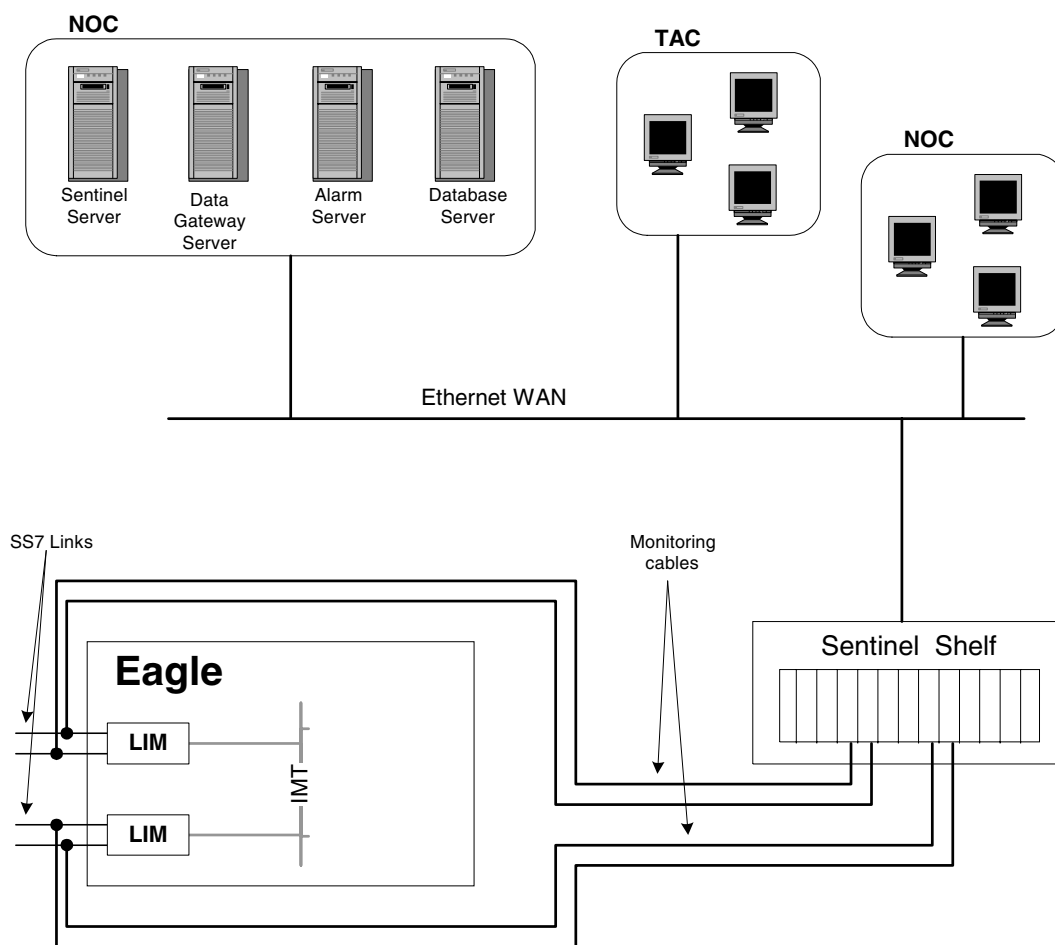 NOC
TAC
NOC
Sentinel
Server
Data
Gateway
Server
Alarm
Server
Database
Server
Ethernet WAN
SS7 Links
Monitoring
cables
Sentinel Shelf
Eagle
LIM
IMT
LIM